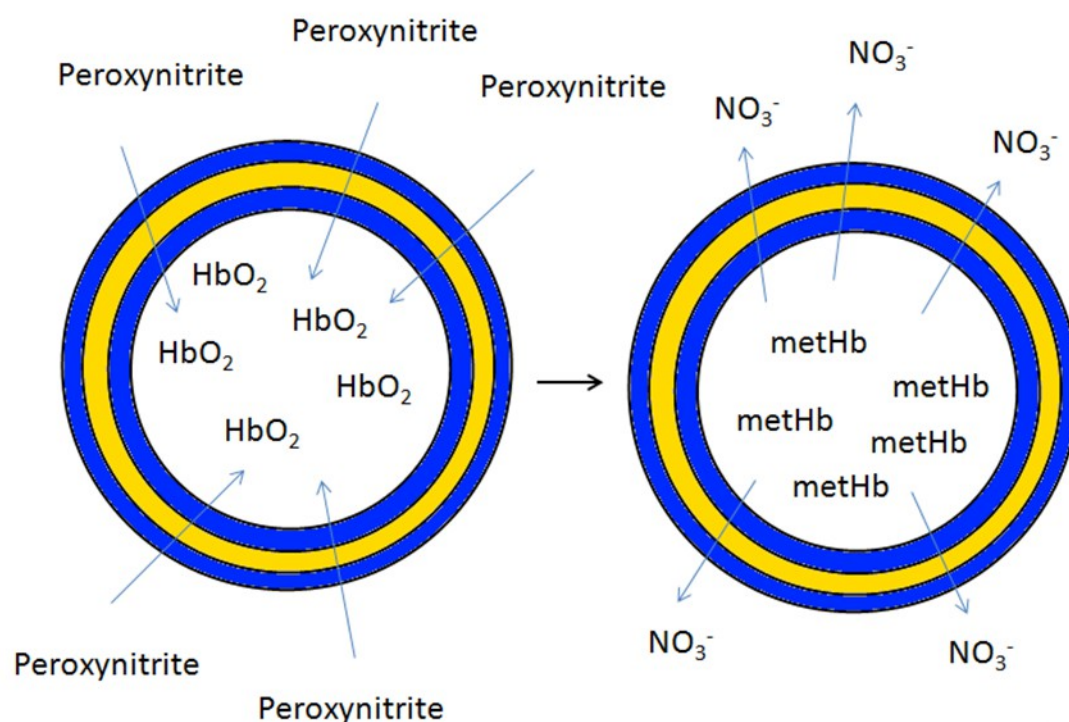 Peroxynitrite
Peroxynitrite
Peroxynitrite
HbO₂
HbO₂
HbO₂
HbO₂
HbO₂
Peroxynitrite
Peroxynitrite
NO₃⁻
NO₃⁻
NO₃⁻
metHb
metHb
metHb
metHb
metHb
NO₃⁻
NO₃⁻